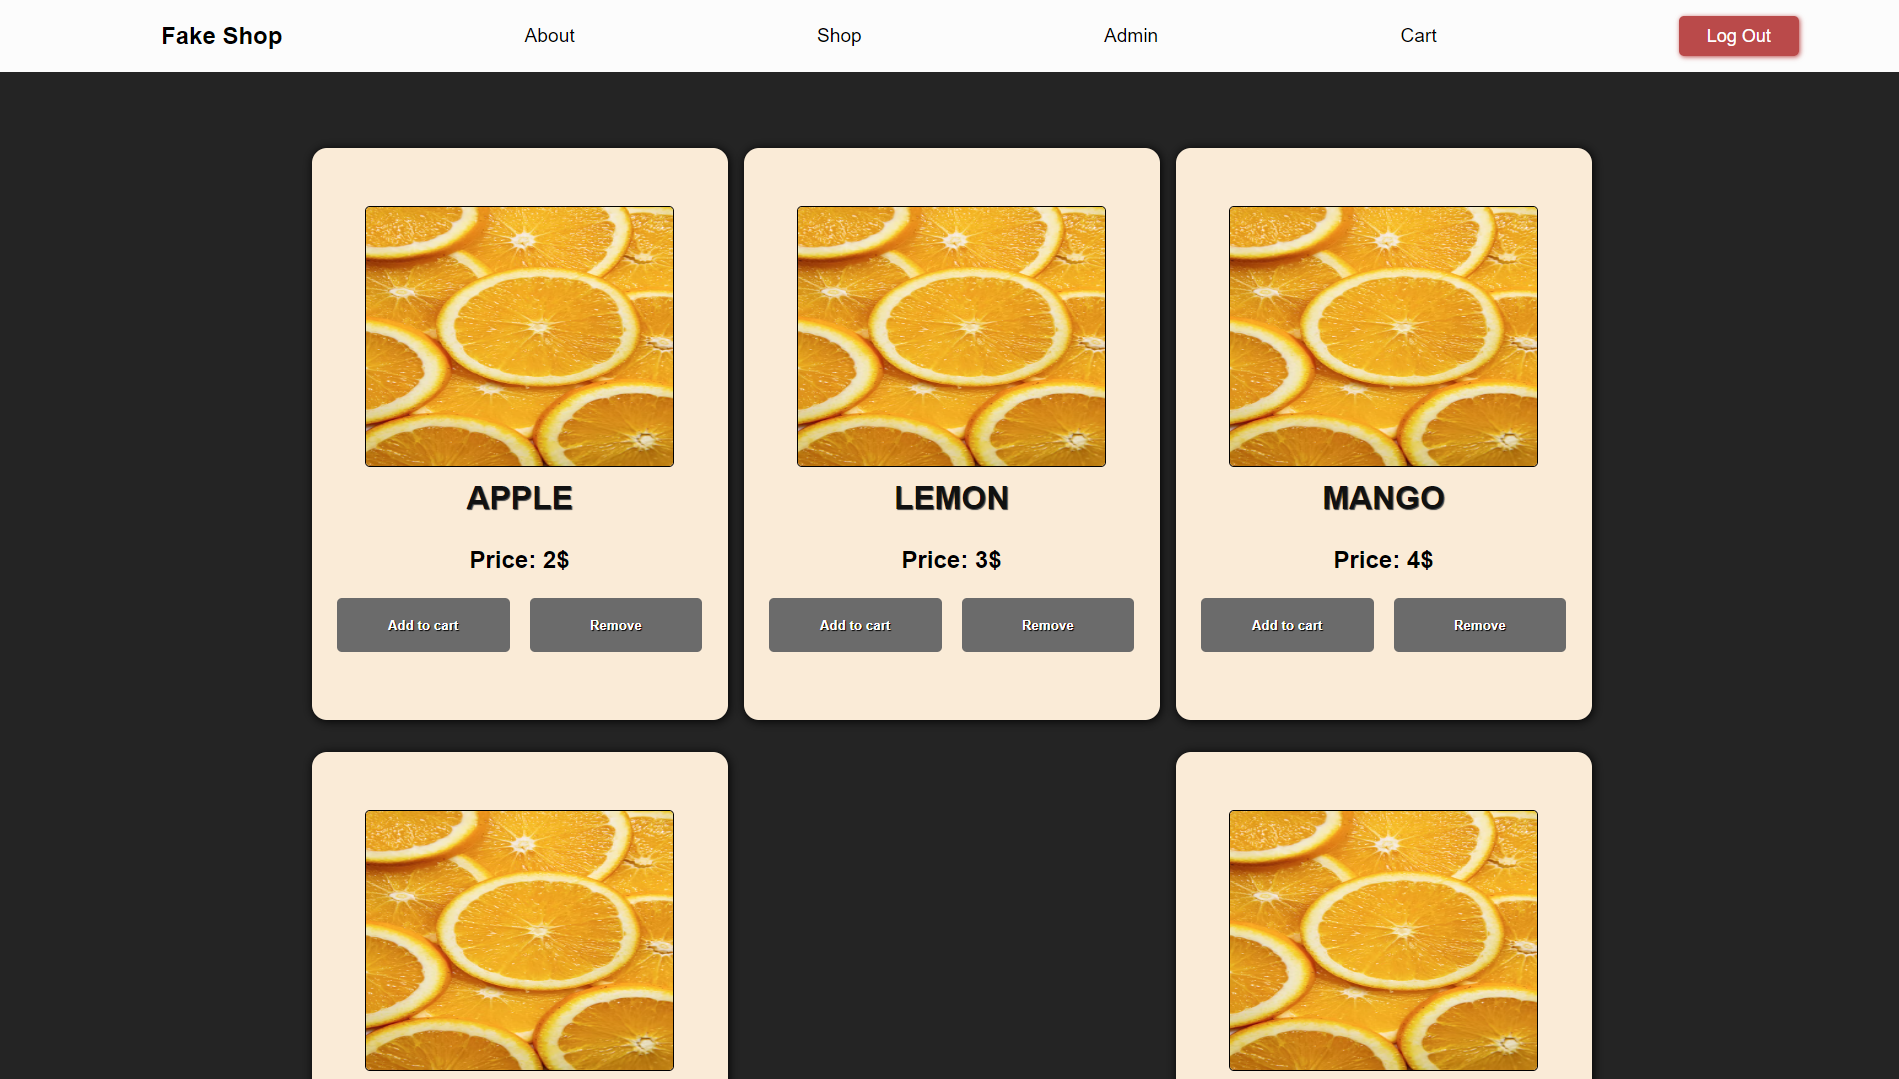 Fake Shop About Shop Admin Cart Log Out
APPLE LEMON MANGO
Price: 2$ Price: 3$ Price: 4$
Add to cart Remove Add to cart Remove Add to cart Remove